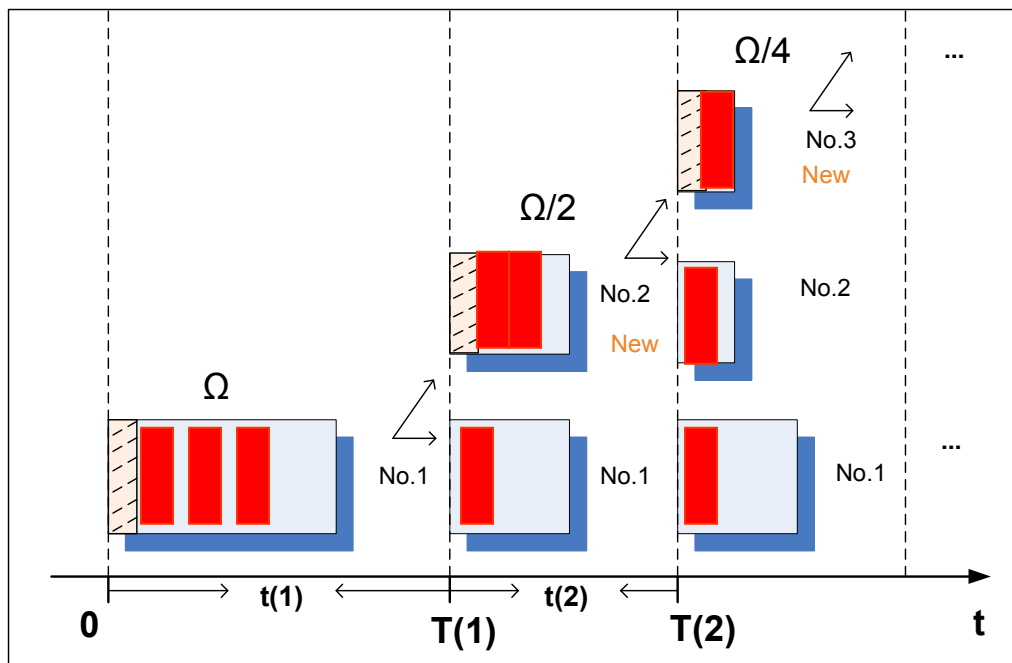 Ω/4
...
No.3
New
Ω/2
No.2
No.2
New
Ω
No.1
No.1
No.1
...
t(1)
t(2)
0
T(1)
T(2)
t